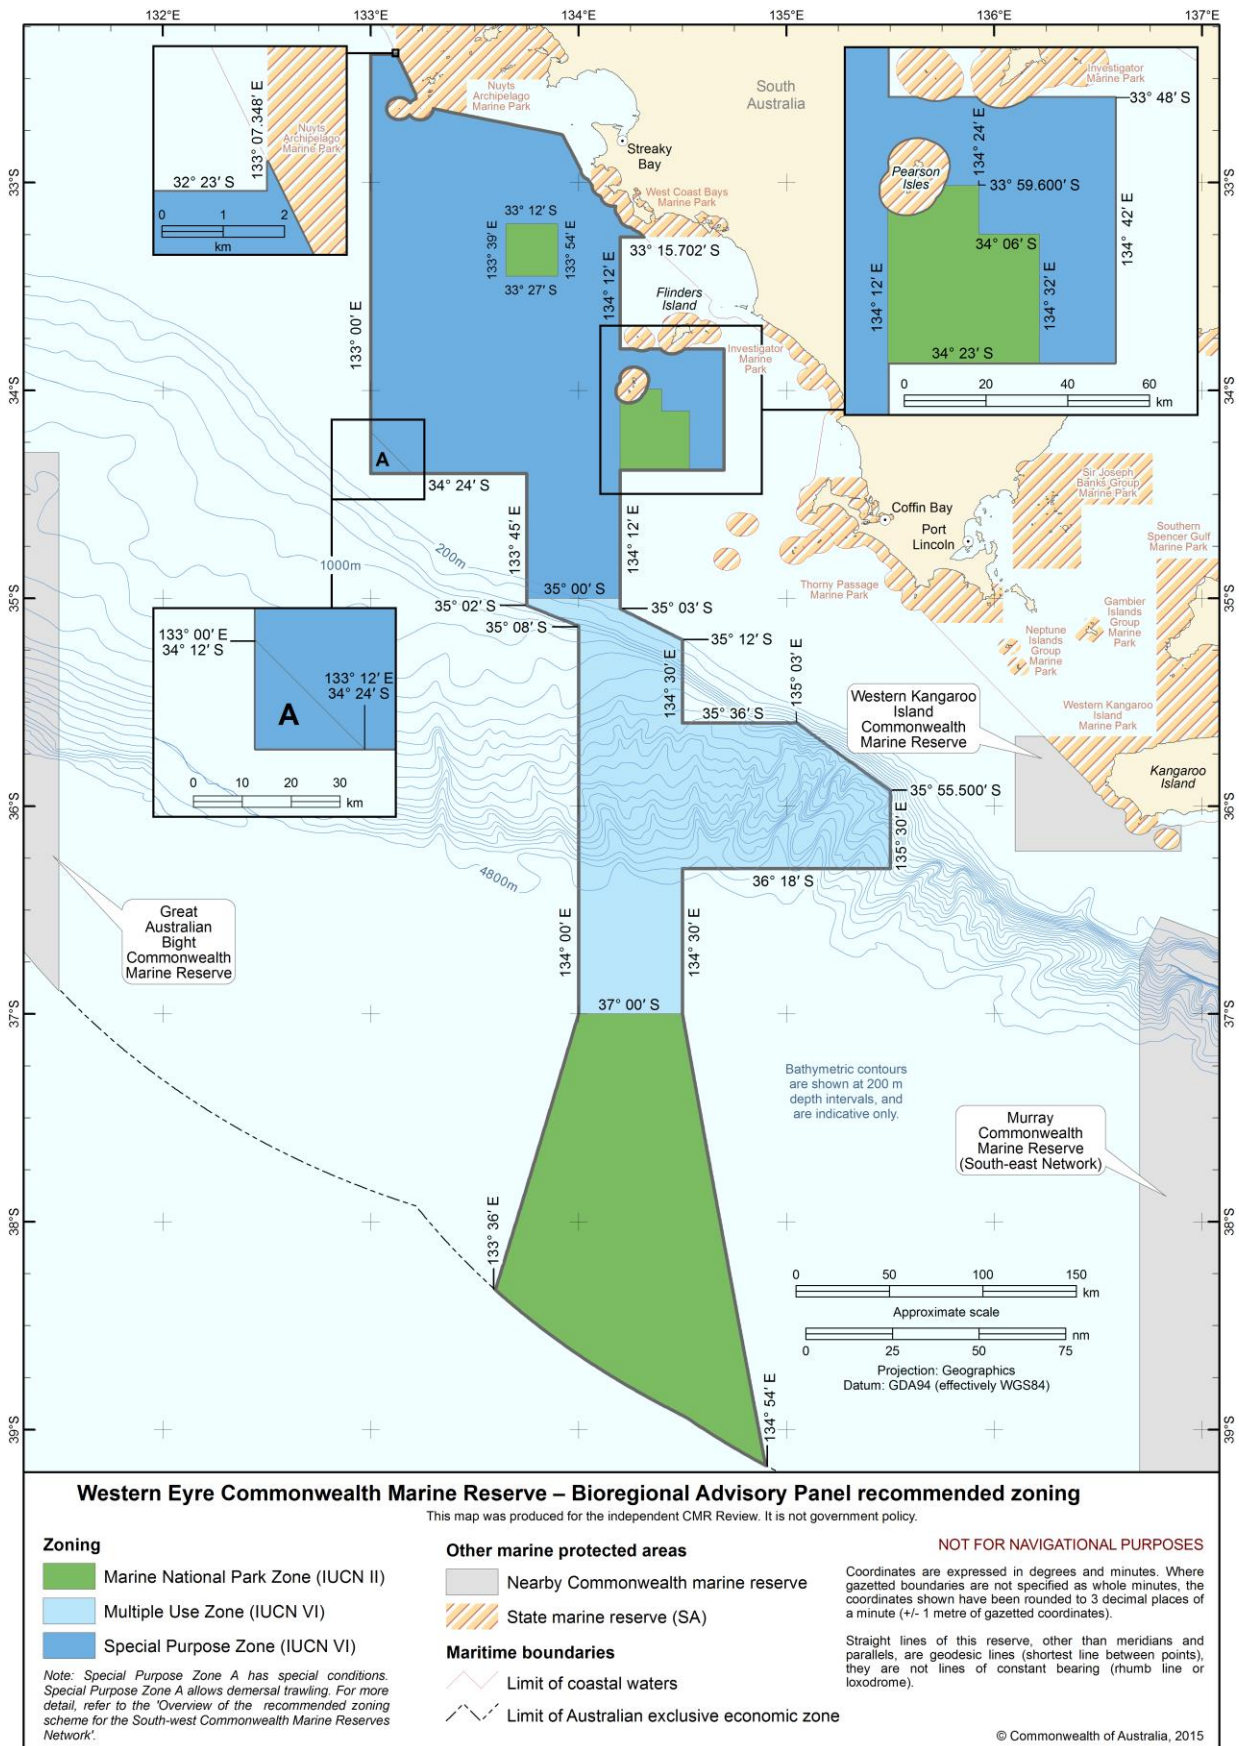 132° E
133° E
134° E
135° E
136° E
137° E
33° S
34° S
35° S
36° S
37° S
38° S
39° S
33°S
34°S
35°S
36°S
37°S
38°S
39°S
Nuyts
Archipelago
Marine Park
133° 07.348′ E
32° 23′ S
0
1
2
km
Nuyts
Archipelago
Marine Park
South
Australia
Streaky
Bay
West Coast Bays
Marine Park
33° 12′ S
133° 39′ E
133° 54′ E
33° 27′ S
33° 15.702′ S
134° 12′ E
133° 00′ E
Flinders
Island
Investigator
Marine
Park
Investigator
Marine Park
33° 48′ S
134° 24′ E
Pearson
Isles
33° 59.600′ S
134° 42′ E
34° 06′ S
134° 12′ E
134° 32′ E
34° 23′ S
0
20
40
60
km
A
34° 24′ S
133° 45′ E
134° 12′ E
200m
1000m
35° 00′ S
35° 02′ S
35° 03′ S
35° 08′ S
35° 12′ S
134° 30′ E
135° 03′ E
35° 36′ S
Coffin Bay
Port
Lincoln
Sir Joseph
Banks Group
Marine Park
Southern
Spencer Gulf
Marine Park
Thorny Passage
Marine Park
Gambier
Islands
Group
Marine
Park
Neptune
Islands
Group
Marine
Park
Western Kangaroo
Island
Marine Park
Western Kangaroo
Island
Commonwealth
Marine Reserve
Kangaroo
Island
133° 00′ E
34° 12′ S
133° 12′ E
34° 24′ S
A
0
10
20
30
km
35° 55.500′ S
135° 30′ E
36° 18′ S
4800m
Great
Australian
Bight
Commonwealth
Marine Reserve
134° 00′ E
134° 30′ E
37° 00′ S
Bathymetric contours
are shown at 200 m
depth intervals, and
are indicative only.
Murray
Commonwealth
Marine Reserve
(South-east Network)
133° 36′ E
134° 54′ E
0
50
100
150
km
Approximate scale
nm
0
25
50
75
Projection: Geographics
Datum: GDA94 (effectively WGS84)
Western Eyre Commonwealth Marine Reserve – Bioregional Advisory Panel recommended zoning
This map was produced for the independent CMR Review. It is not government policy.
Zoning
Marine National Park Zone (IUCN II)
Multiple Use Zone (IUCN VI)
Special Purpose Zone (IUCN VI)
Note: Special Purpose Zone A has special conditions.
Special Purpose Zone A allows demersal trawling. For more
detail, refer to the 'Overview of the recommended zoning
scheme for the South-west Commonwealth Marine Reserves
Network'.
Other marine protected areas
Nearby Commonwealth marine reserve
State marine reserve (SA)
Maritime boundaries
Limit of coastal waters
Limit of Australian exclusive economic zone
NOT FOR NAVIGATIONAL PURPOSES
Coordinates are expressed in degrees and minutes. Where
gazetted boundaries are not specified as whole minutes, the
coordinates shown have been rounded to 3 decimal places of
a minute (+/- 1 metre of gazetted coordinates).
Straight lines of this reserve, other than meridians and
parallels, are geodesic lines (shortest line between points),
they are not lines of constant bearing (rhumb line or
loxodrome).
© Commonwealth of Australia, 2015